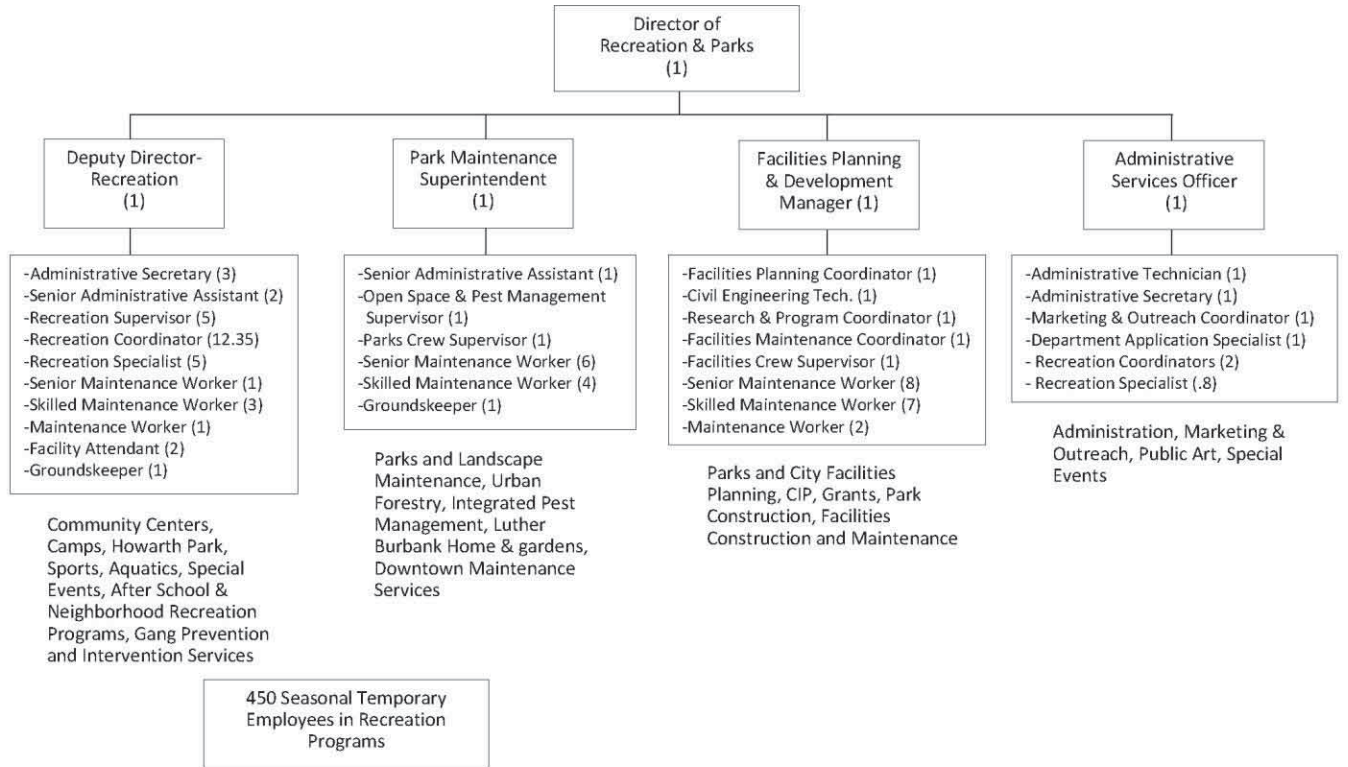 Director of
Recreation & Parks
(1)
Deputy Director-
Recreation
(1)
Park Maintenance
Superintendent
(1)
Facilities Planning
& Development
Manager (1)
Administrative
Services Officer
(1)
-Administrative Secretary (3)
-Senior Administrative Assistant (2)
-Recreation Supervisor (5)
-Recreation Coordinator (12.35)
-Recreation Specialist (5)
-Senior Maintenance Worker (1)
-Skilled Maintenance Worker (3)
-Maintenance Worker (1)
-Facility Attendant (2)
-Groundskeeper (1)
-Senior Administrative Assistant (1)
-Open Space & Pest Management
Supervisor (1)
-Parks Crew Supervisor (1)
-Senior Maintenance Worker (6)
-Skilled Maintenance Worker (4)
-Groundskeeper (1)
-Facilities Planning Coordinator (1)
-Civil Engineering Tech. (1)
-Research & Program Coordinator (1)
-Facilities Maintenance Coordinator (1)
-Facilities Crew Supervisor (1)
-Senior Maintenance Worker (8)
-Skilled Maintenance Worker (7)
-Maintenance Worker (2)
-Administrative Technician (1)
-Administrative Secretary (1)
-Marketing & Outreach Coordinator (1)
-Department Application Specialist (1)
- Recreation Coordinators (2)
- Recreation Specialist (.8)
Community Centers,
Camps, Howarth Park,
Sports, Aquatics, Special
Events, After School &
Neighborhood Recreation
Programs, Gang Prevention
and Intervention Services
Parks and Landscape
Maintenance, Urban
Forestry, Integrated Pest
Management, Luther
Burbank Home & gardens,
Downtown Maintenance
Services
Parks and City Facilities
Planning, CIP, Grants, Park
Construction, Facilities
Construction and Maintenance
Administration, Marketing &
Outreach, Public Art, Special
Events
450 Seasonal Temporary
Employees in Recreation
Programs